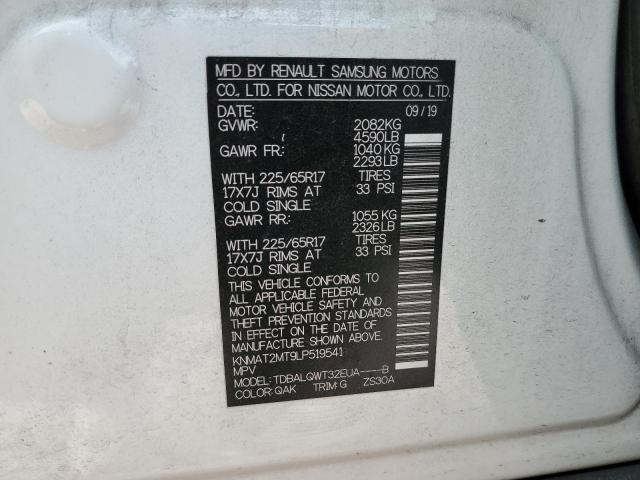 MFD BY RENAULT SAMSUNG MOTORS
CO., LTD. FOR NISSAN MOTOR CO., LTD.
DATE: 09/19
GVWR: 2082KG
4590LB
GAWR FR: 1040KG
2293LB
WITH 225/65R17 TIRES
17X7J RIMS AT 33 PSI
COLD SINGLE
GAWR RR: 1055KG
2326LB
WITH 225/65R17 TIRES
17X7J RIMS AT 33 PSI
COLD SINGLE
THIS VEHICLE CONFORMS TO
ALL APPLICABLE FEDERAL
MOTOR VEHICLE SAFETY AND
THEFT PREVENTION STANDARDS
IN EFFECT ON THE DATE OF
MANUFACTURE SHOWN ABOVE.
KNMAT2MT9LP519541
MPV
MODEL: TDBALQWT32EUA----B
COLOR: QAK TRIM: G ZS30A